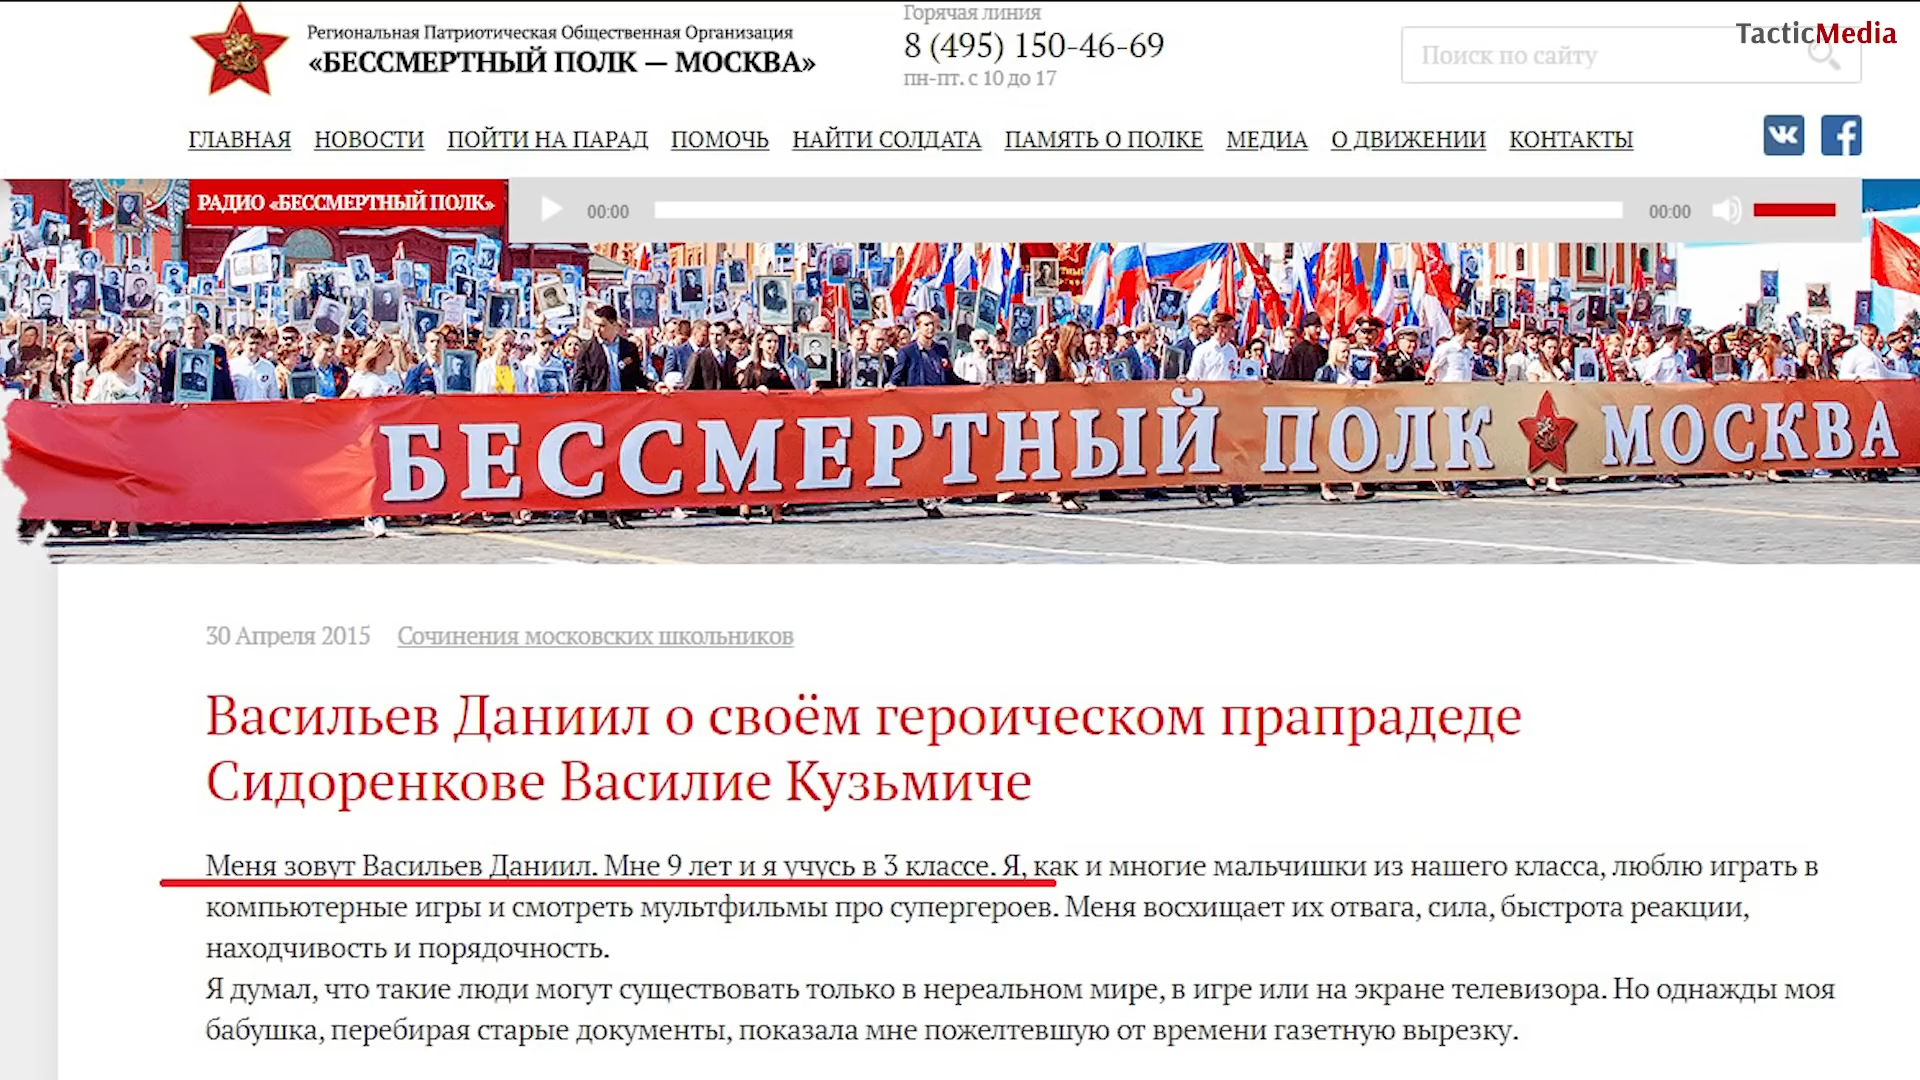 Региональная Патриотическая Общественная Организация
«БЕССМЕРТНЫЙ ПОЛК — МОСКВА»
Горячая линия
8 (495) 150-46-69
пн-пт. с 10 до 17
Поиск по сайту
TacticMedia
ГЛАВНАЯ НОВОСТИ ПОЙТИ НА ПАРАД ПОМОЧЬ НАЙТИ СОЛДАТА ПАМЯТЬ О ПОЛКЕ МЕДИА О ДВИЖЕНИИ КОНТАКТЫ
РАДИО «БЕССМЕРТНЫЙ ПОЛК» 00:00 00:00
БЕССМЕРТНЫЙ ПОЛК МОСКВА
30 Апреля 2015 Сочинения московских школьников
Васильев Даниил о своём героическом прапрадеде
Сидоренкове Василие Кузьмиче
Меня зовут Васильев Даниил. Мне 9 лет и я учусь в 3 классе. Я, как и многие мальчишки из нашего класса, люблю играть в
компьютерные игры и смотреть мультфильмы про супергероев. Меня восхищает их отвага, сила, быстрота реакции,
находчивость и порядочность.
Я думал, что такие люди могут существовать только в нереальном мире, в игре или на экране телевизора. Но однажды моя
бабушка, перебирая старые документы, показала мне пожелтевшую от времени газетную вырезку.